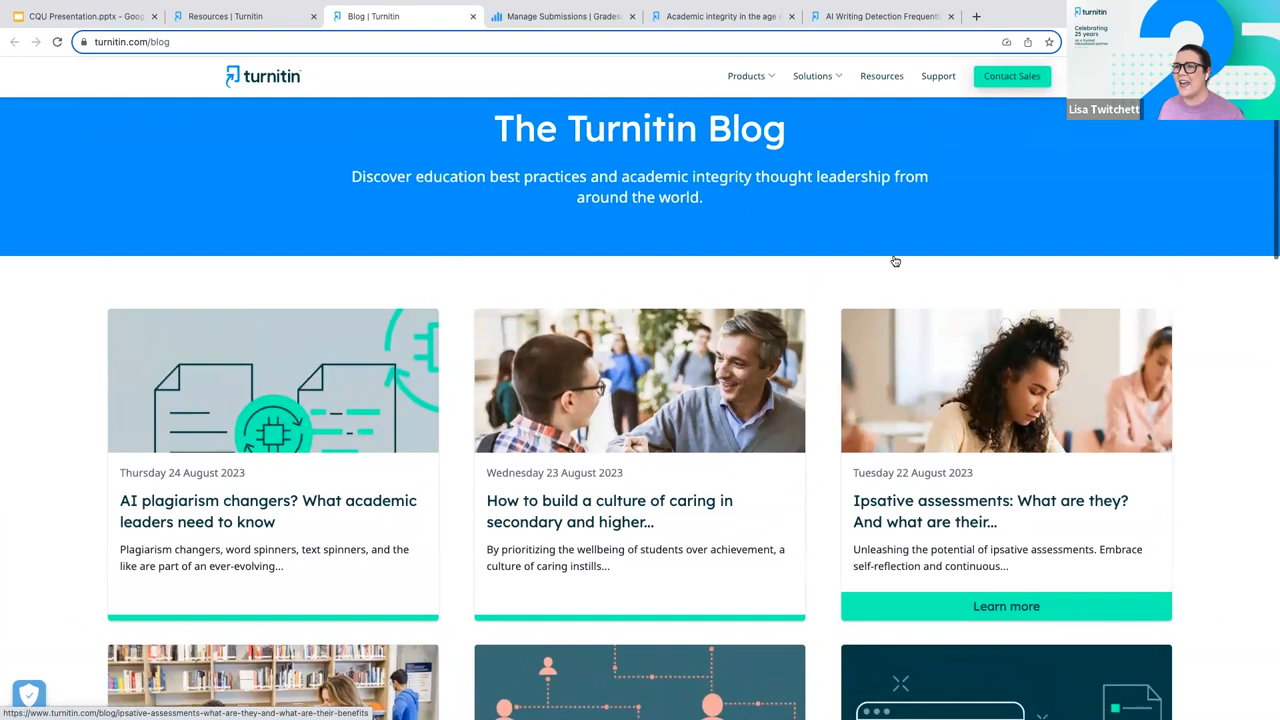 CQU Presentation.pptx - Goog
Resources | Turnitin
Blog | Turnitin
Manage Submissions | Grades
Academic integrity in the age
AI Writing Detection Frequenti
turnitin.com/blog
turnitin
Products
Solutions
Resources
Support
Contact Sales
turnitin
Celebrating
25 years
25
Lisa Twitchett
The Turnitin Blog
Discover education best practices and academic integrity thought leadership from
around the world.
Thursday 24 August 2023
AI plagiarism changers? What academic
leaders need to know
Plagiarism changers, word spinners, text spinners, and the
like are part of an ever-evolving...
Wednesday 23 August 2023
How to build a culture of caring in
secondary and higher...
By prioritizing the wellbeing of students over achievement, a
culture of caring instills...
Tuesday 22 August 2023
Ipsative assessments: What are they?
And what are their...
Unleashing the potential of ipsative assessments. Embrace
self-reflection and continuous...
Learn more
https://www.turnitin.com/blog/ipsative-assessments-what-are-they-and-what-are-their-benefits